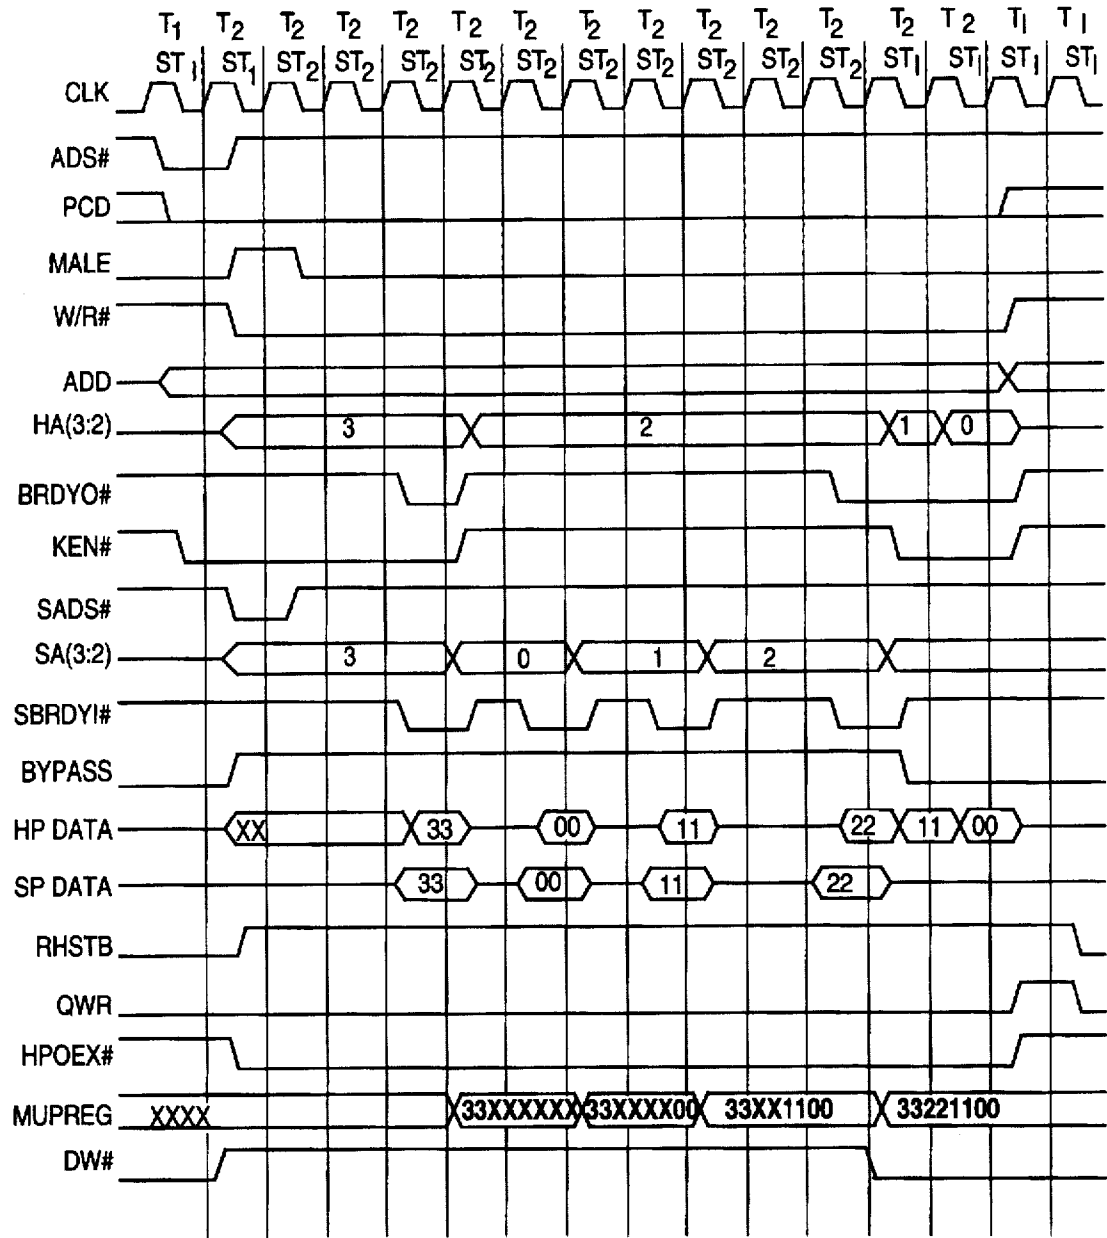 T1 T2 T2 T2 T2 T2 T2 T2 T2 T2 T2 T2 T2 T2 TI TI
STI ST1 ST2 ST2 ST2 ST2 ST2 ST2 ST2 ST2 ST2 ST2 STI STI STI STI
CLK
ADS#
PCD
MALE
W/R#
ADD
HA(3:2) 3 2 1 0
BRDYO#
KEN#
SADS#
SA(3:2) 3 0 1 2
SBRDYI#
BYPASS
HP DATA XX 33 00 11 22 11 00
SP DATA 33 00 11 22
RHSTB
QWR
HPOEX#
MUPREG XXXX 33XXXXXX 33XXXX00 33XX1100 33221100
DW#